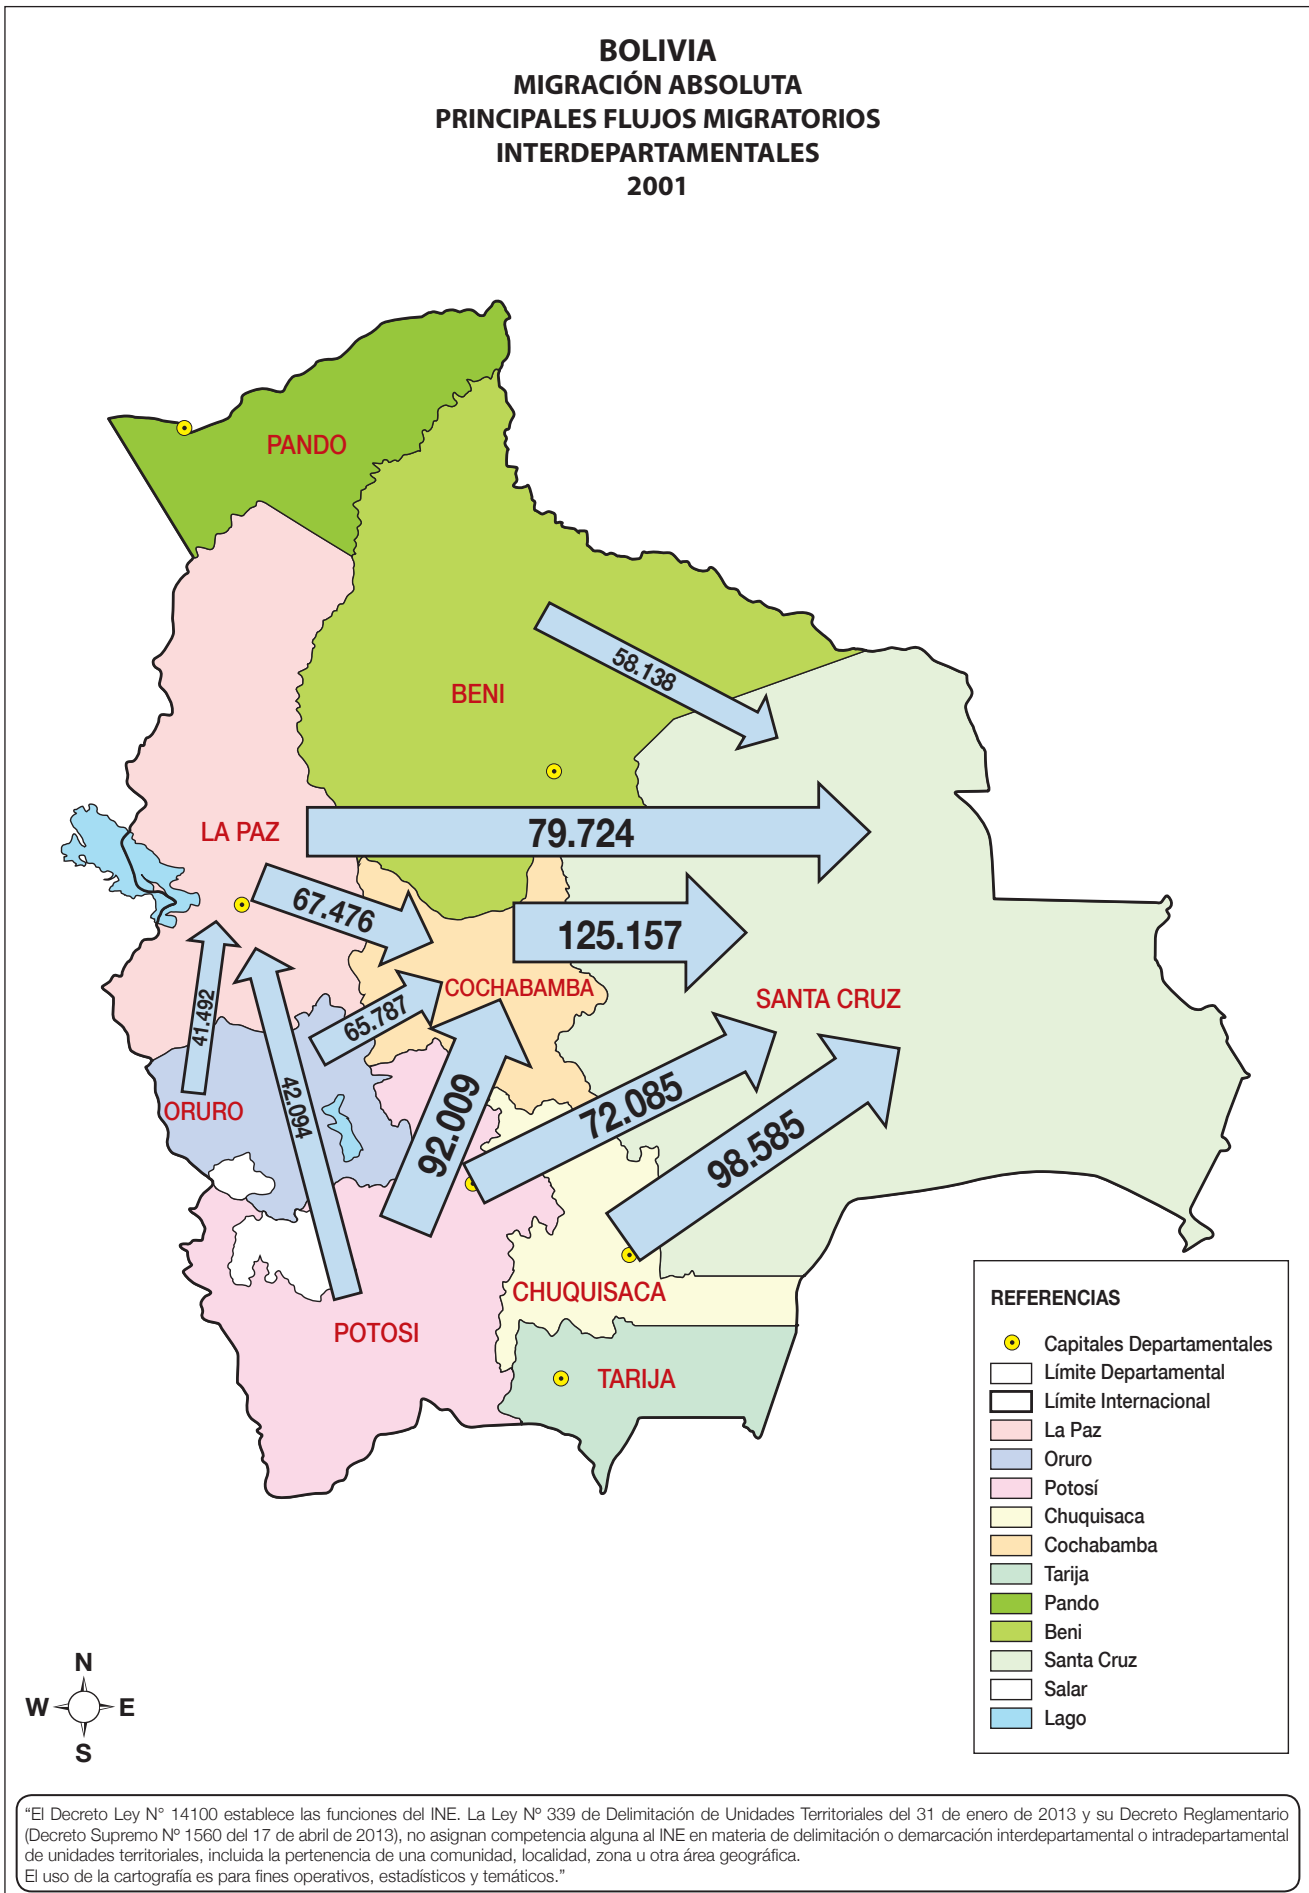 BOLIVIA
MIGRACIÓN ABSOLUTA
PRINCIPALES FLUJOS MIGRATORIOS
INTERDEPARTAMENTALES
2001
PANDO
BENI
58.138
LA PAZ
79.724
67.476
125.157
COCHABAMBA
SANTA CRUZ
41.492
65.787
42.094
92.009
72.085
98.585
ORURO
CHUQUISACA
POTOSI
TARIJA
REFERENCIAS
Capitales Departamentales
Límite Departamental
Límite Internacional
La Paz
Oruro
Potosí
Chuquisaca
Cochabamba
Tarija
Pando
Beni
Santa Cruz
Salar
Lago
N
W E
S
“El Decreto Ley N° 14100 establece las funciones del INE. La Ley Nº 339 de Delimitación de Unidades Territoriales del 31 de enero de 2013 y su Decreto Reglamentario
(Decreto Supremo Nº 1560 del 17 de abril de 2013), no asignan competencia alguna al INE en materia de delimitación o demarcación interdepartamental o intradepartamental
de unidades territoriales, incluida la pertenencia de una comunidad, localidad, zona u otra área geográfica.
El uso de la cartografía es para fines operativos, estadísticos y temáticos.”